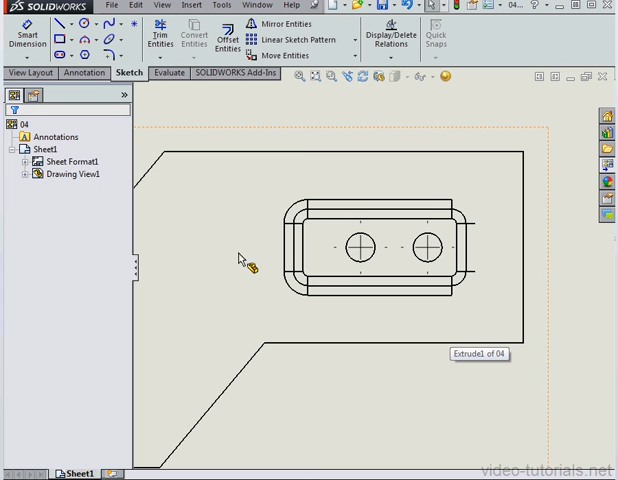 SOLIDWORKS File Edit View Insert Tools Window Help 04...
Smart Dimension
Trim Entities
Convert Entities
Offset Entities
Mirror Entities
Linear Sketch Pattern
Move Entities
Display/Delete Relations
Quick Snaps
View Layout Annotation Sketch Evaluate SOLIDWORKS Add-Ins
04
Annotations
Sheet1
Sheet Format1
Drawing View1
Extrude1 of 04
Sheet1
video-tutorials.net